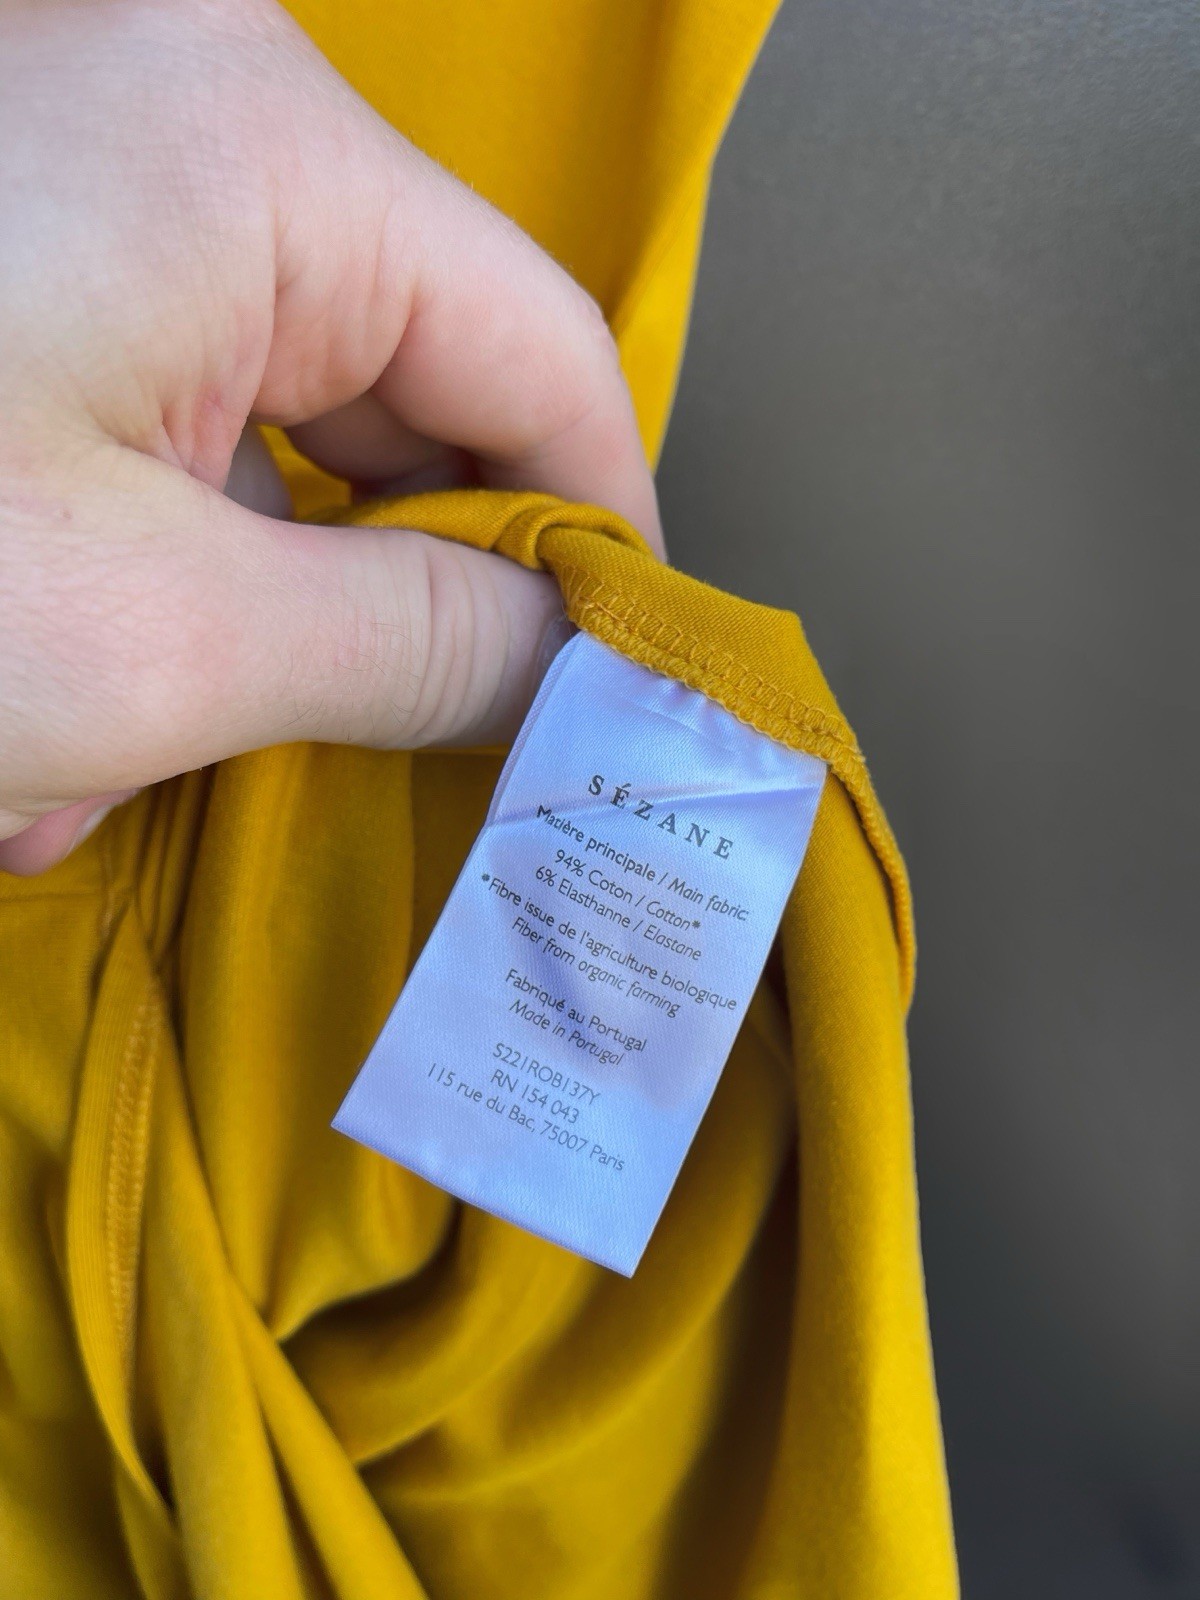 SÉZANE
Matière principale / Main fabric:
94% Coton / Cotton*
6% Elasthanne / Elastane
*Fibre issue de l'agriculture biologique
Fiber from organic farming
Fabriqué au Portugal
Made in Portugal
S221ROB137Y
RN 154 043
115 rue du Bac, 75007 Paris